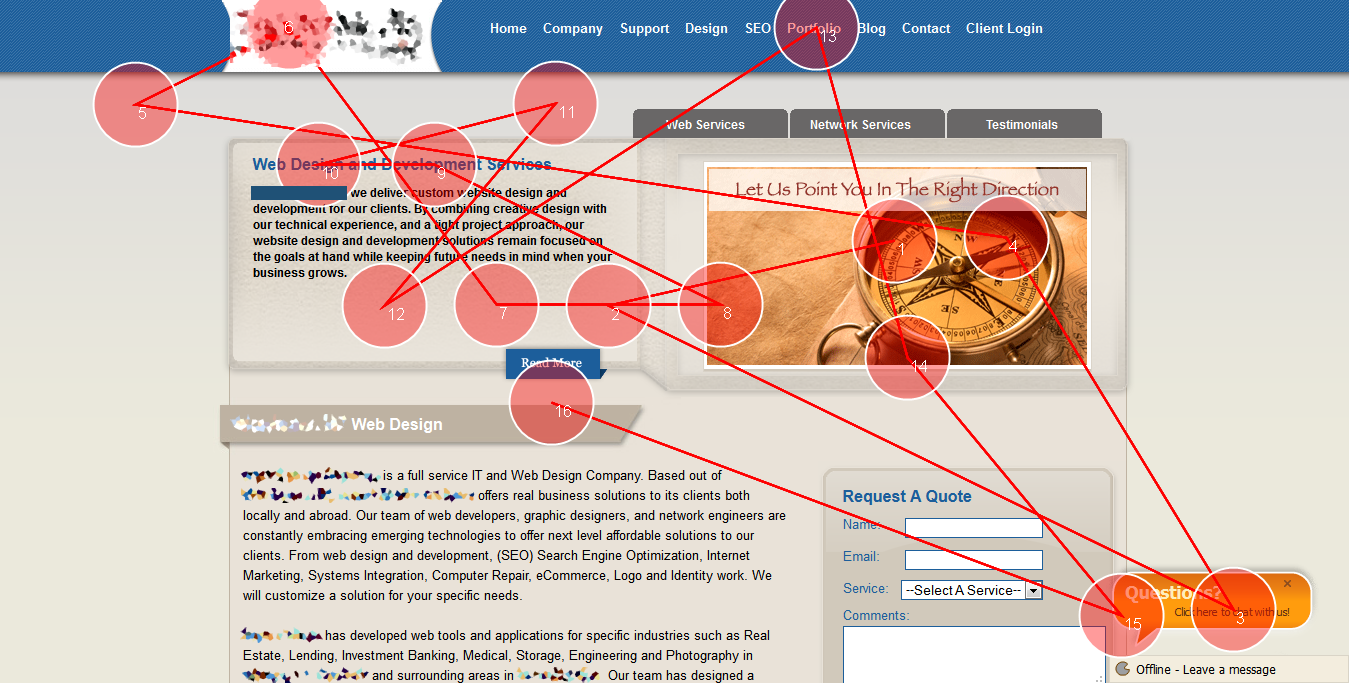 Home Company Support Design SEO Portfolio Blog Contact Client Login
Web Services Network Services Testimonials
Web Design and Development Services
we deliver custom website design and
development for our clients. By combining creative design with
our technical experience, and a tight project approach, our
website design and development solutions remain focused on
the goals at hand while keeping future needs in mind when your
business grows.
Read More
Let Us Point You In The Right Direction
NW
SW
SE
Web Design
is a full service IT and Web Design Company. Based out of
offers real business solutions to its clients both
locally and abroad. Our team of web developers, graphic designers, and network engineers are
constantly embracing emerging technologies to offer next level affordable solutions to our
clients. From web design and development, (SEO) Search Engine Optimization, Internet
Marketing, Systems Integration, Computer Repair, eCommerce, Logo and Identity work. We
will customize a solution for your specific needs.
has developed web tools and applications for specific industries such as Real
Estate, Lending, Investment Banking, Medical, Storage, Engineering and Photography in
and surrounding areas in Our team has designed a
Request A Quote
Name:
Email:
Service: --Select A Service--
Comments:
Questions?
Click here to chat with us!
Offline - Leave a message
1
2
3
4
5
6
7
8
9
10
11
12
13
14
15
16